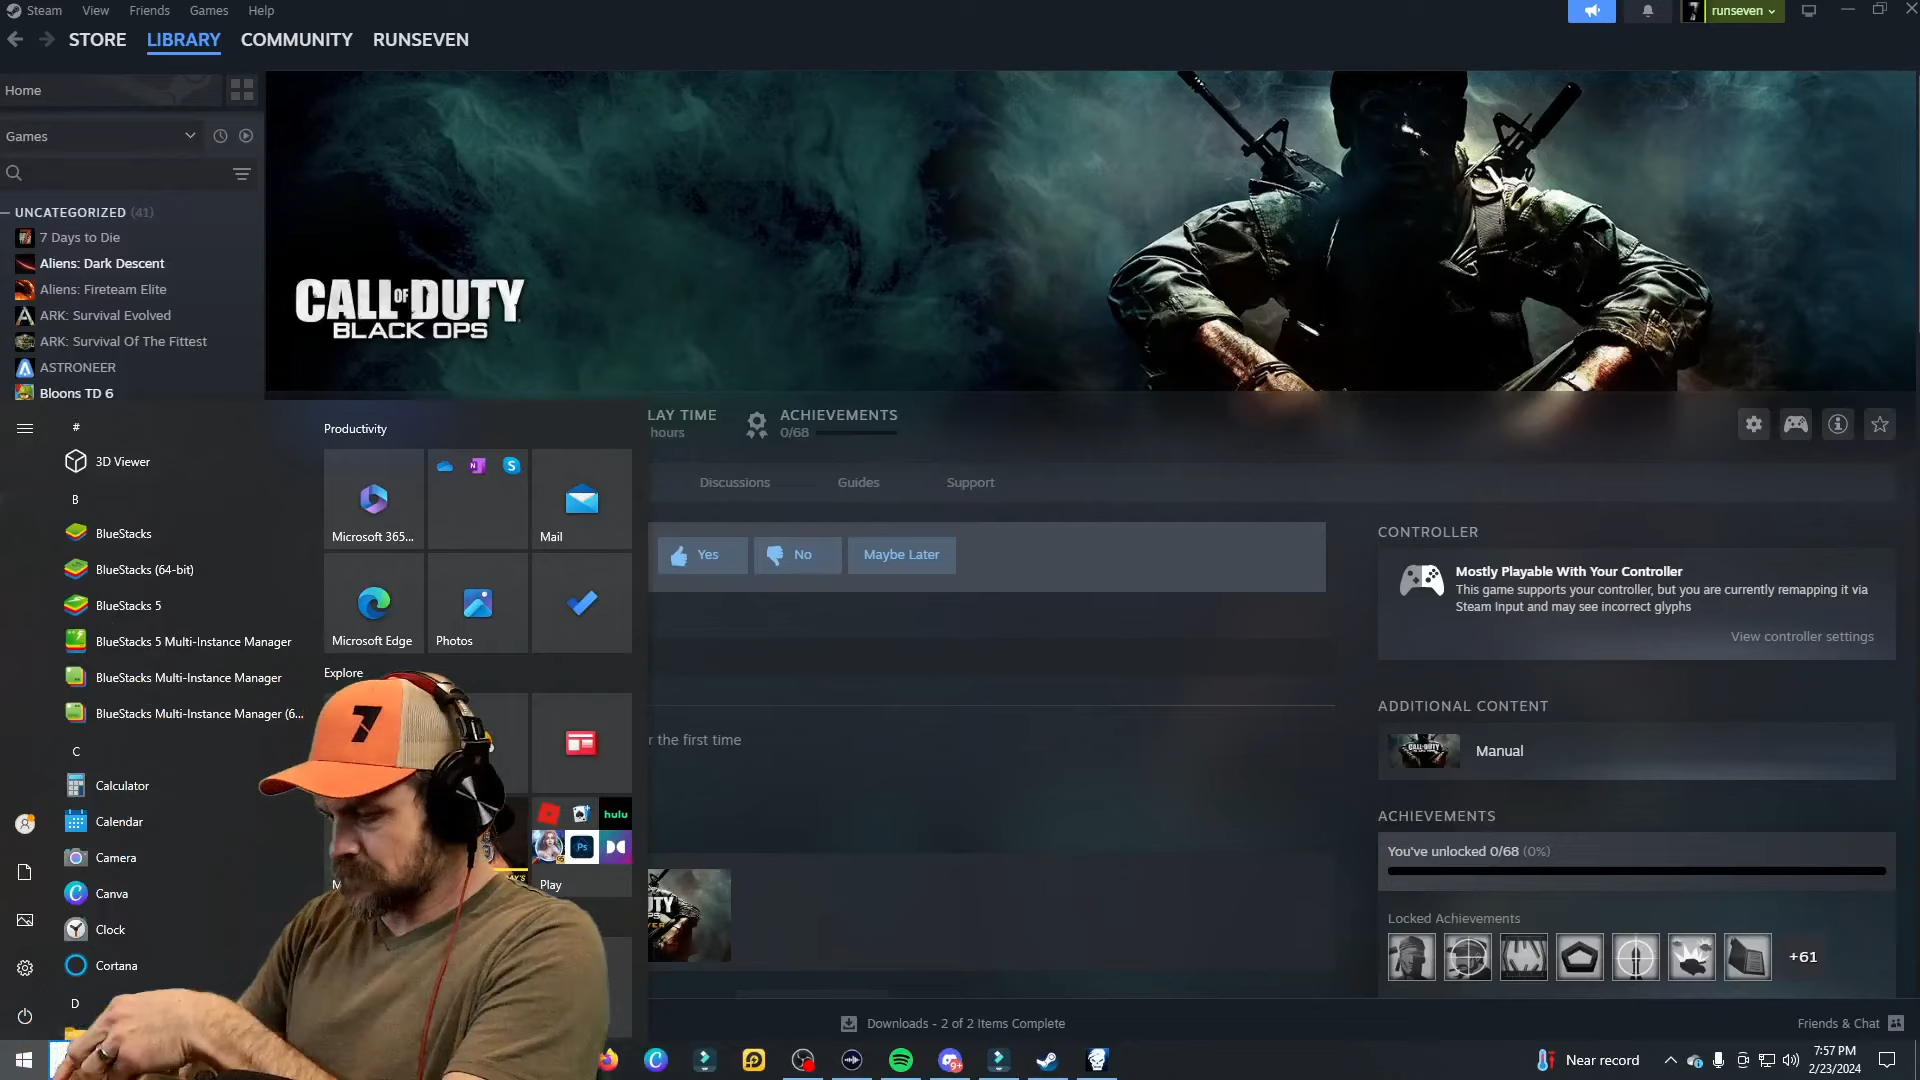 Steam View Friends Games Help
runseven
STORE LIBRARY COMMUNITY RUNSEVEN
Home
Games
UNCATEGORIZED (41)
7 Days to Die
Aliens: Dark Descent
Aliens: Fireteam Elite
ARK: Survival Evolved
ARK: Survival Of The Fittest
ASTRONEER
Bloons TD 6
CALL OF DUTY
BLACK OPS
LAY TIME
hours
ACHIEVEMENTS
0/68
Discussions Guides Support
Yes No Maybe Later
r the first time
CONTROLLER
Mostly Playable With Your Controller
This game supports your controller, but you are currently remapping it via
Steam Input and may see incorrect glyphs
View controller settings
ADDITIONAL CONTENT
Manual
ACHIEVEMENTS
You've unlocked 0/68 (0%)
Locked Achievements
+61
#
3D Viewer
B
BlueStacks
BlueStacks (64-bit)
BlueStacks 5
BlueStacks 5 Multi-Instance Manager
BlueStacks Multi-Instance Manager
BlueStacks Multi-Instance Manager (6...
C
Calculator
Calendar
Camera
Canva
Clock
Cortana
D
Productivity
Microsoft 365...
Mail
Microsoft Edge
Photos
Explore
hulu
Ps
Play
7
Downloads - 2 of 2 Items Complete
Friends & Chat
9+
Near record
7:57 PM
2/23/2024